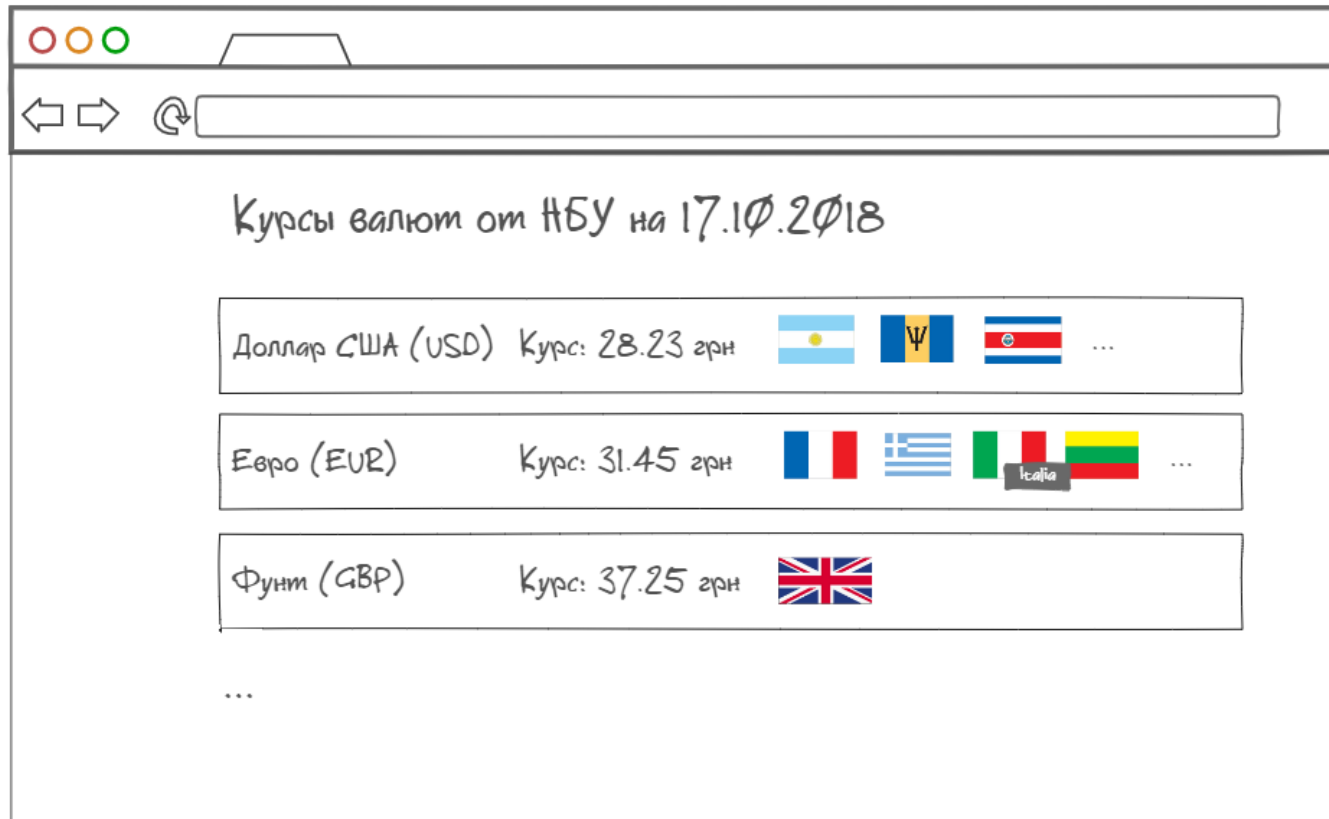 Курсы валют от НБУ на 17.10.2018
Доллар США (USD) Курс: 28.23 грн ...
Евро (EUR) Курс: 31.45 грн ...
Italia
Фунт (GBP) Курс: 37.25 грн
...